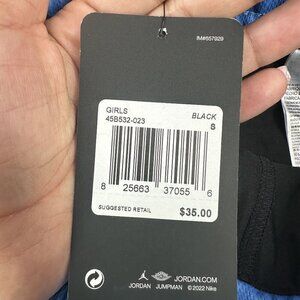 IM#657929
GIRLS
45B532-023 BLACK
S
8 25663 37055 6
SUGGESTED RETAIL $35.00
JORDAN.COM
JORDAN JUMPMAN ©2022 Nike